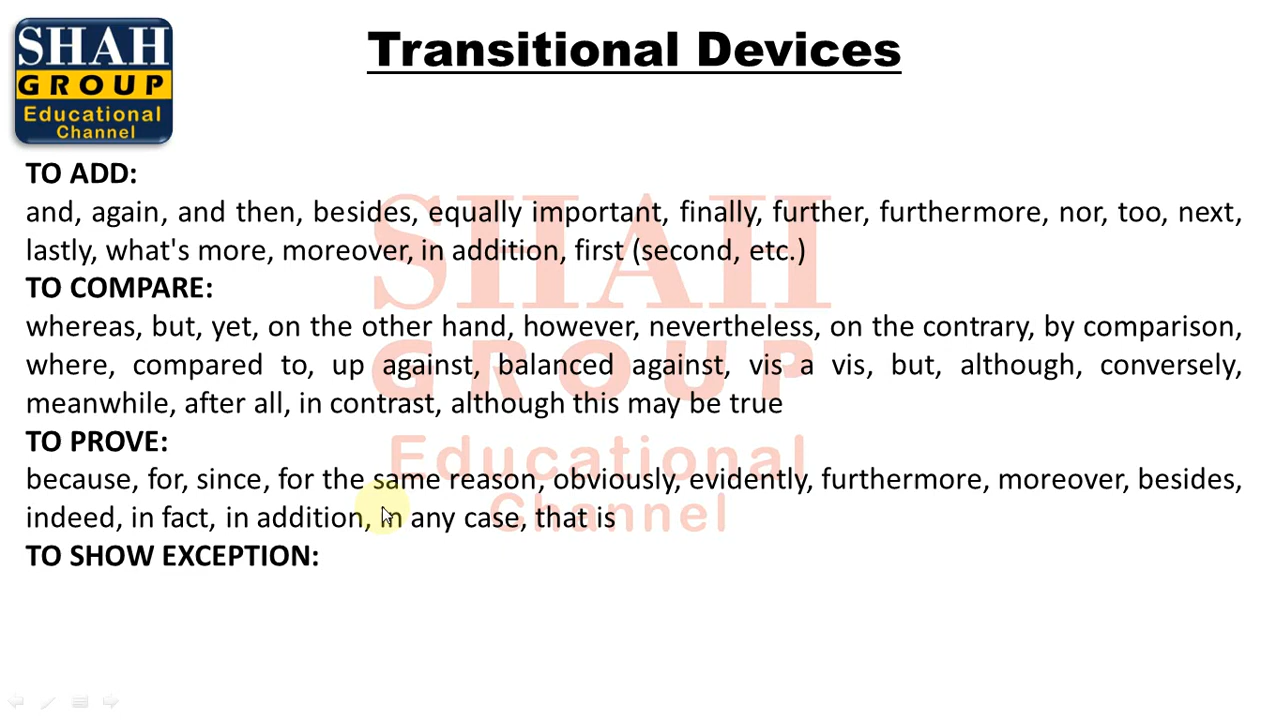 SHAH
GROUP
Educational
Channel
Transitional Devices
TO ADD:
and, again, and then, besides, equally important, finally, further, furthermore, nor, too, next,
lastly, what's more, moreover, in addition, first (second, etc.)
TO COMPARE:
whereas, but, yet, on the other hand, however, nevertheless, on the contrary, by comparison,
where, compared to, up against, balanced against, vis a vis, but, although, conversely,
meanwhile, after all, in contrast, although this may be true
TO PROVE:
because, for, since, for the same reason, obviously, evidently, furthermore, moreover, besides,
indeed, in fact, in addition, in any case, that is
TO SHOW EXCEPTION:
SHAH
GROUP
Educational
Channel